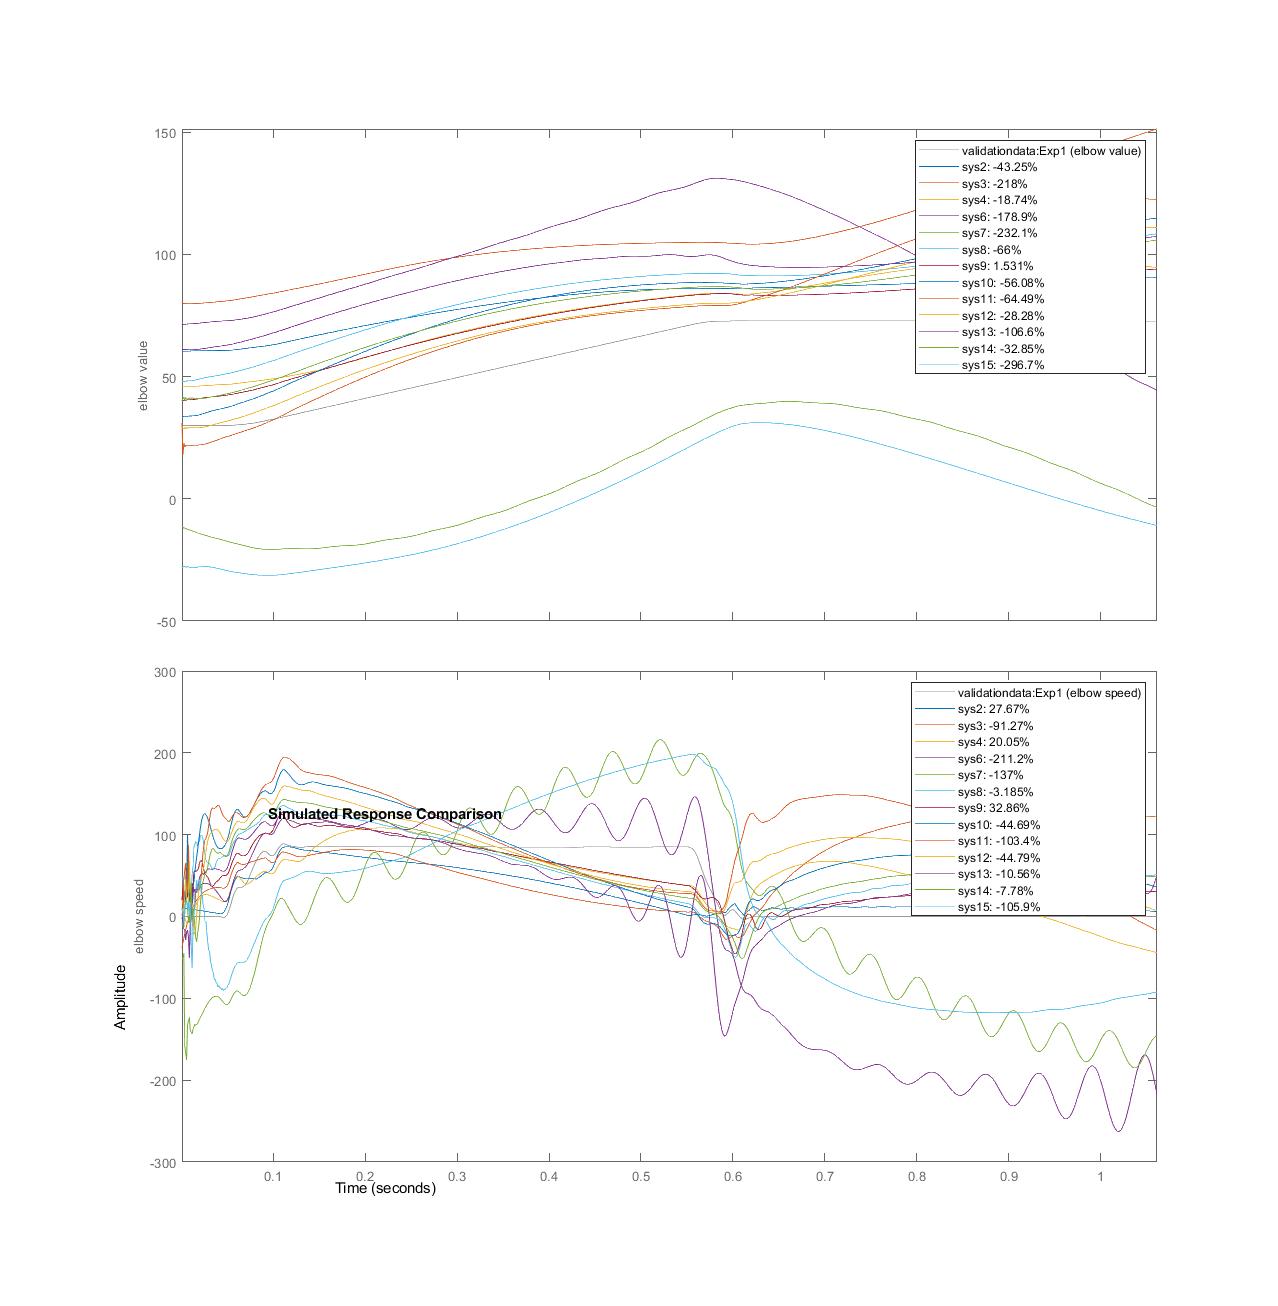 150
100
50
0
-50
elbow value
validationdata:Exp1 (elbow value)
sys2: -43.25%
sys3: -218%
sys4: -18.74%
sys6: -178.9%
sys7: -232.1%
sys8: -66%
sys9: 1.531%
sys10: -56.08%
sys11: -64.49%
sys12: -28.28%
sys13: -106.6%
sys14: -32.85%
sys15: -296.7%
300
200
100
0
-100
-200
-300
elbow speed
Amplitude
Simulated Response Comparison
validationdata:Exp1 (elbow speed)
sys2: 27.67%
sys3: -91.27%
sys4: 20.05%
sys6: -211.2%
sys7: -137%
sys8: -3.185%
sys9: 32.86%
sys10: -44.69%
sys11: -103.4%
sys12: -44.79%
sys13: -10.56%
sys14: -7.78%
sys15: -105.9%
0.1 0.2 0.3 0.4 0.5 0.6 0.7 0.8 0.9 1
Time (seconds)